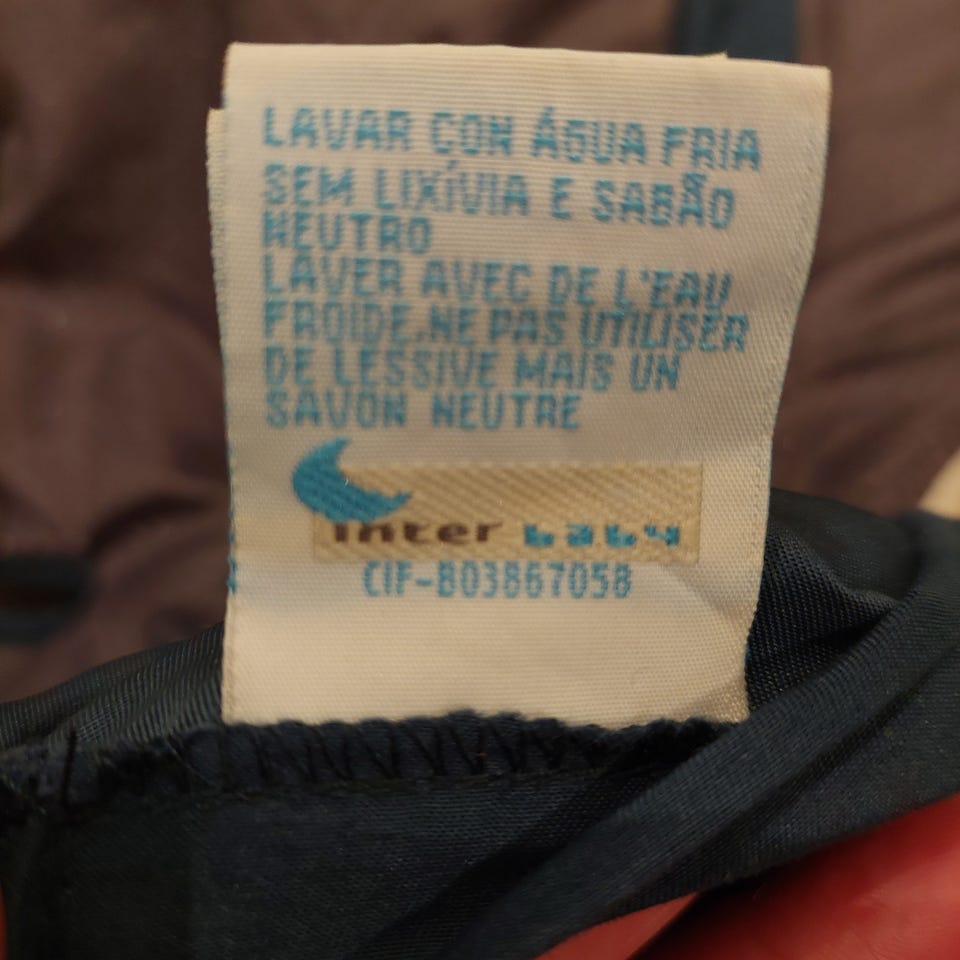 LAVAR CON ÁGUA FRIA
SEM LIXÍVIA E SABÃO
NEUTRO
LAVER AVEC DE L'EAU
FROIDE.NE PAS UTILISER
DE LESSIVE MAIS UN
SAVON NEUTRE
inter baby
CIF-B03867058